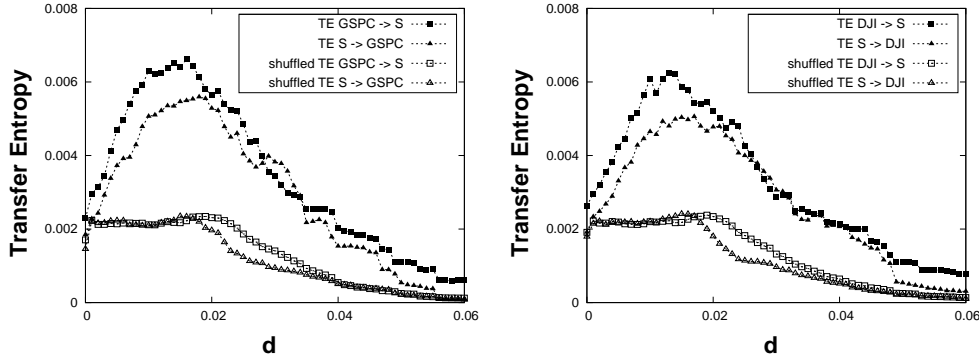 Transfer Entropy
0.008
0.006
0.004
0.002
0
0
0.02
0.04
0.06
d
TE GSPC -> S
TE S -> GSPC
shuffled TE GSPC -> S
shuffled TE S -> GSPC
Transfer Entropy
0.008
0.006
0.004
0.002
0
0
0.02
0.04
0.06
d
TE DJI -> S
TE S -> DJI
shuffled TE DJI -> S
shuffled TE S -> DJI